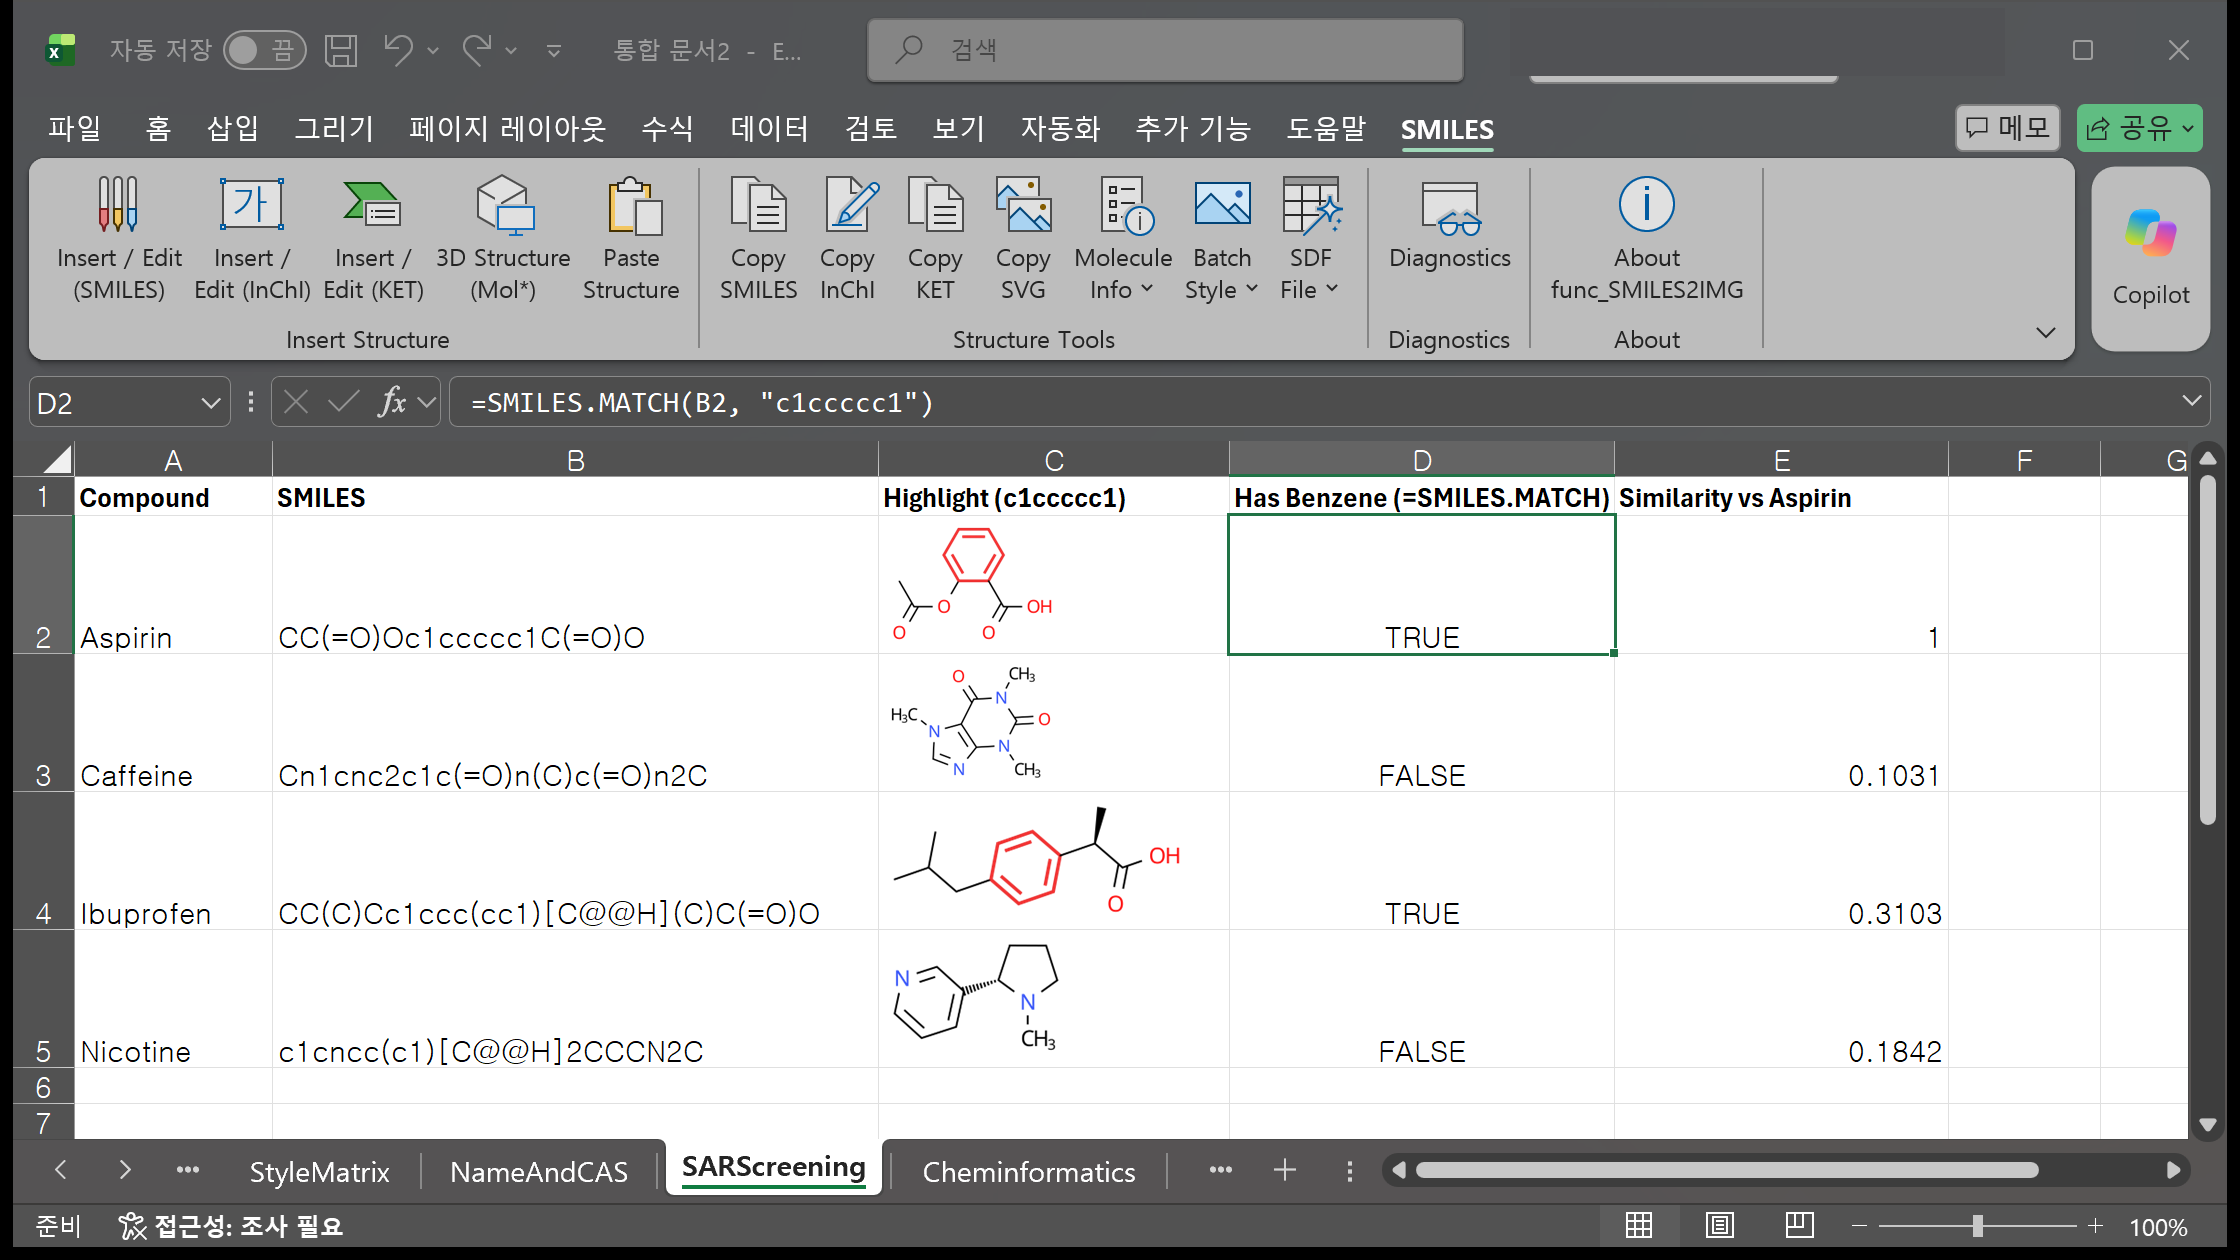 자동 저장 끔 통합 문서2 - E... 검색
파일 홈 삽입 그리기 페이지 레이아웃 수식 데이터 검토 보기 자동화 추가 기능 도움말 SMILES 메모 공유
가
Insert / Edit (SMILES)
Insert / Edit (InChI)
Insert / Edit (KET)
3D Structure (Mol*)
Paste Structure
Copy SMILES
Copy InChI
Copy KET
Copy SVG
Molecule Info
Batch Style
SDF File
Diagnostics
About func_SMILES2IMG
Copilot
Insert Structure Structure Tools Diagnostics About
D2 fx =SMILES.MATCH(B2, "c1ccccc1")
A B C D E F G
1 Compound SMILES Highlight (c1ccccc1) Has Benzene (=SMILES.MATCH) Similarity vs Aspirin
O OH O O
2 Aspirin CC(=O)Oc1ccccc1C(=O)O TRUE 1
O CH3 N H3C N O N N CH3
3 Caffeine Cn1cnc2c1c(=O)n(C)c(=O)n2C FALSE 0.1031
OH O
4 Ibuprofen CC(C)Cc1ccc(cc1)[C@@H](C)C(=O)O TRUE 0.3103
N N CH3
5 Nicotine c1cncc(c1)[C@@H]2CCCN2C FALSE 0.1842
6
7
StyleMatrix NameAndCAS SARScreening Cheminformatics
준비 접근성: 조사 필요 100%